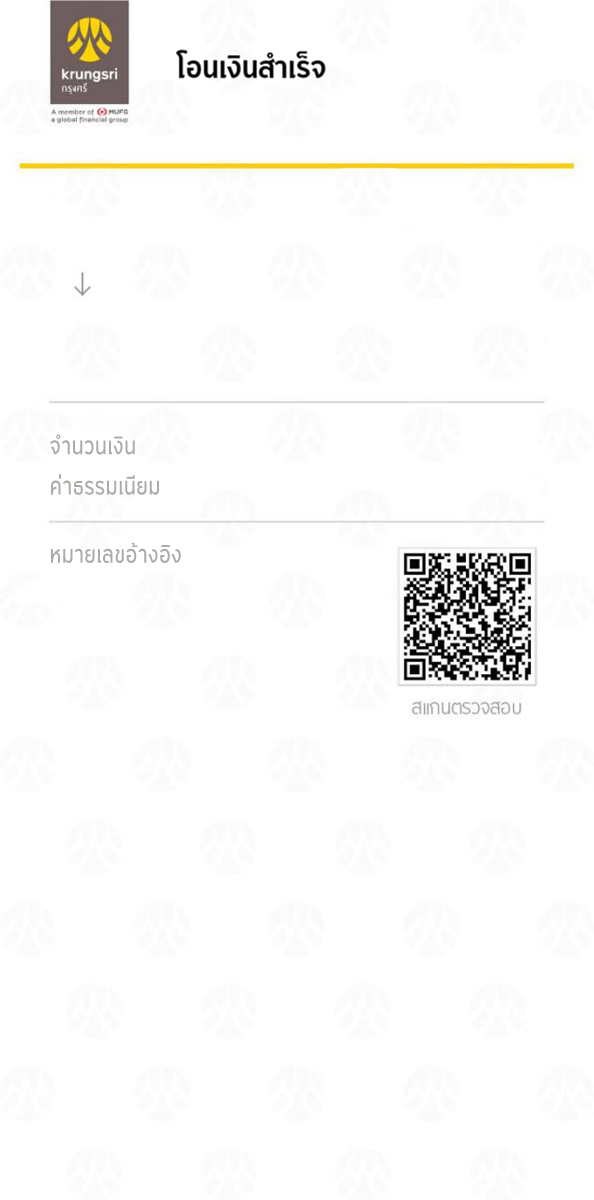 krungsri
กรุงศรี
A member of MUFG
a global financial group
โอนเงินสำเร็จ
จำนวนเงิน
ค่าธรรมเนียม
หมายเลขอ้างอิง
สแกนตรวจสอบ